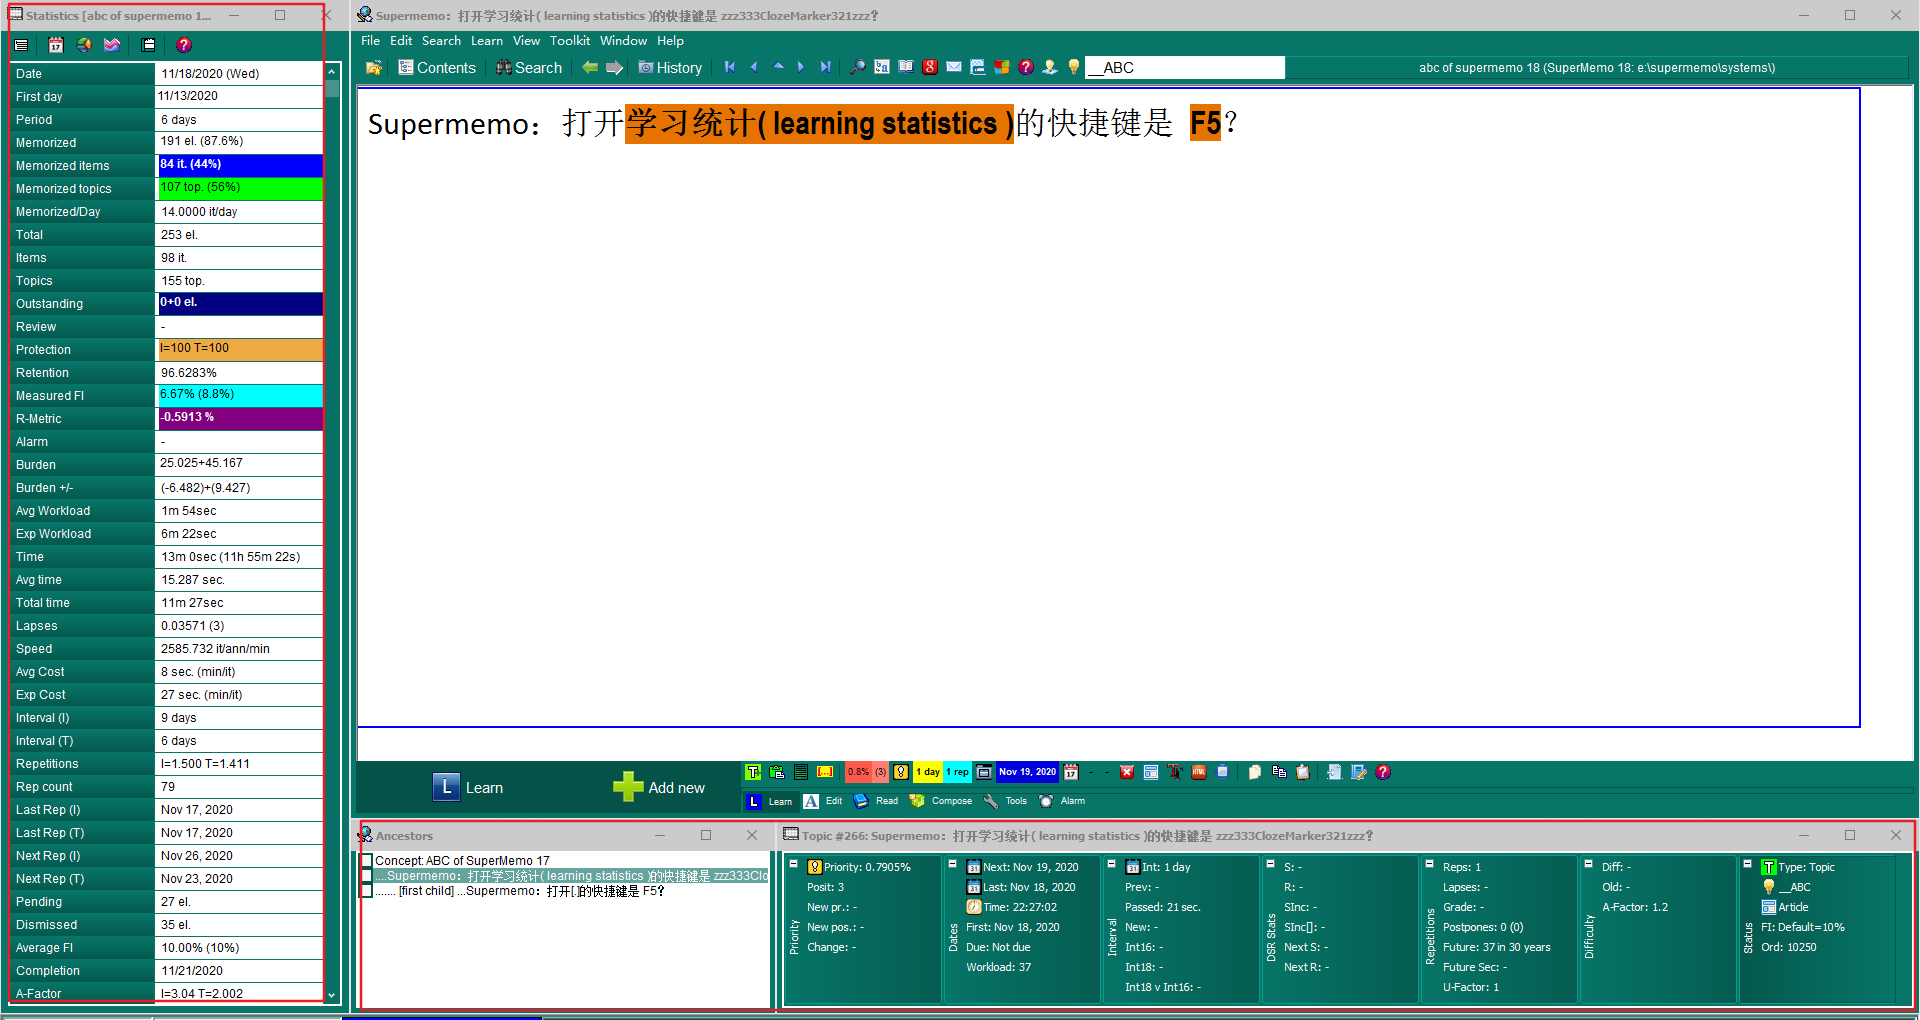 Statistics [abc of supermemo 1...
Date 11/18/2020 (Wed)
First day 11/13/2020
Period 6 days
Memorized 191 el. (87.6%)
Memorized items 84 it. (44%)
Memorized topics 107 top. (56%)
Memorized/Day 14.0000 it/day
Total 253 el.
Items 98 it.
Topics 155 top.
Outstanding 0+0 el.
Review -
Protection I=100 T=100
Retention 96.6283%
Measured FI 6.67% (8.8%)
R-Metric -0.5913 %
Alarm -
Burden 25.025+45.167
Burden +/- (-6.482)+(9.427)
Avg Workload 1m 54sec
Exp Workload 6m 22sec
Time 13m 0sec (11h 55m 22s)
Avg time 15.287 sec.
Total time 11m 27sec
Lapses 0.03571 (3)
Speed 2585.732 it/ann/min
Avg Cost 8 sec. (min/it)
Exp Cost 27 sec. (min/it)
Interval (I) 9 days
Interval (T) 6 days
Repetitions I=1.500 T=1.411
Rep count 79
Last Rep (I) Nov 17, 2020
Last Rep (T) Nov 17, 2020
Next Rep (I) Nov 26, 2020
Next Rep (T) Nov 23, 2020
Pending 27 el.
Dismissed 35 el.
Average FI 10.00% (10%)
Completion 11/21/2020
A-Factor I=3.04 T=2.002
Supermemo：打开学习统计( learning statistics )的快捷键是 zzz333ClozeMarker321zzz?
File Edit Search Learn View Toolkit Window Help
Contents Search History __ABC abc of supermemo 18 (SuperMemo 18: e:\supermemo\systems\)
Supermemo：打开学习统计( learning statistics )的快捷键是 F5?
Learn Add new
0.8% (3) 1 day 1 rep Nov 19, 2020 - -
Learn Edit Read Compose Tools Alarm
Ancestors
Concept: ABC of SuperMemo 17
....Supermemo：打开学习统计( learning statistics )的快捷键是 zzz333Clo
....... [first child] ...Supermemo：打开[.]的快捷键是 F5?
Topic #266: Supermemo：打开学习统计( learning statistics )的快捷键是 zzz333ClozeMarker321zzz?
Priority
Priority: 0.7905%
Posit: 3
New pr.: -
New pos.: -
Change: -
Dates
Next: Nov 19, 2020
Last: Nov 18, 2020
Time: 22:27:02
First: Nov 18, 2020
Due: Not due
Workload: 37
Interval
Int: 1 day
Prev: -
Passed: 21 sec.
New: -
Int16: -
Int18: -
Int18 v Int16: -
DSR Stats
S: -
R: -
SInc: -
SInc[]: -
Next S: -
Next R: -
Repetitions
Reps: 1
Lapses: -
Grade: -
Postpones: 0 (0)
Future: 37 in 30 years
Future Sec: -
U-Factor: 1
Difficulty
Diff: -
Old: -
A-Factor: 1.2
Status
Type: Topic
__ABC
Article
FI: Default=10%
Ord: 10250